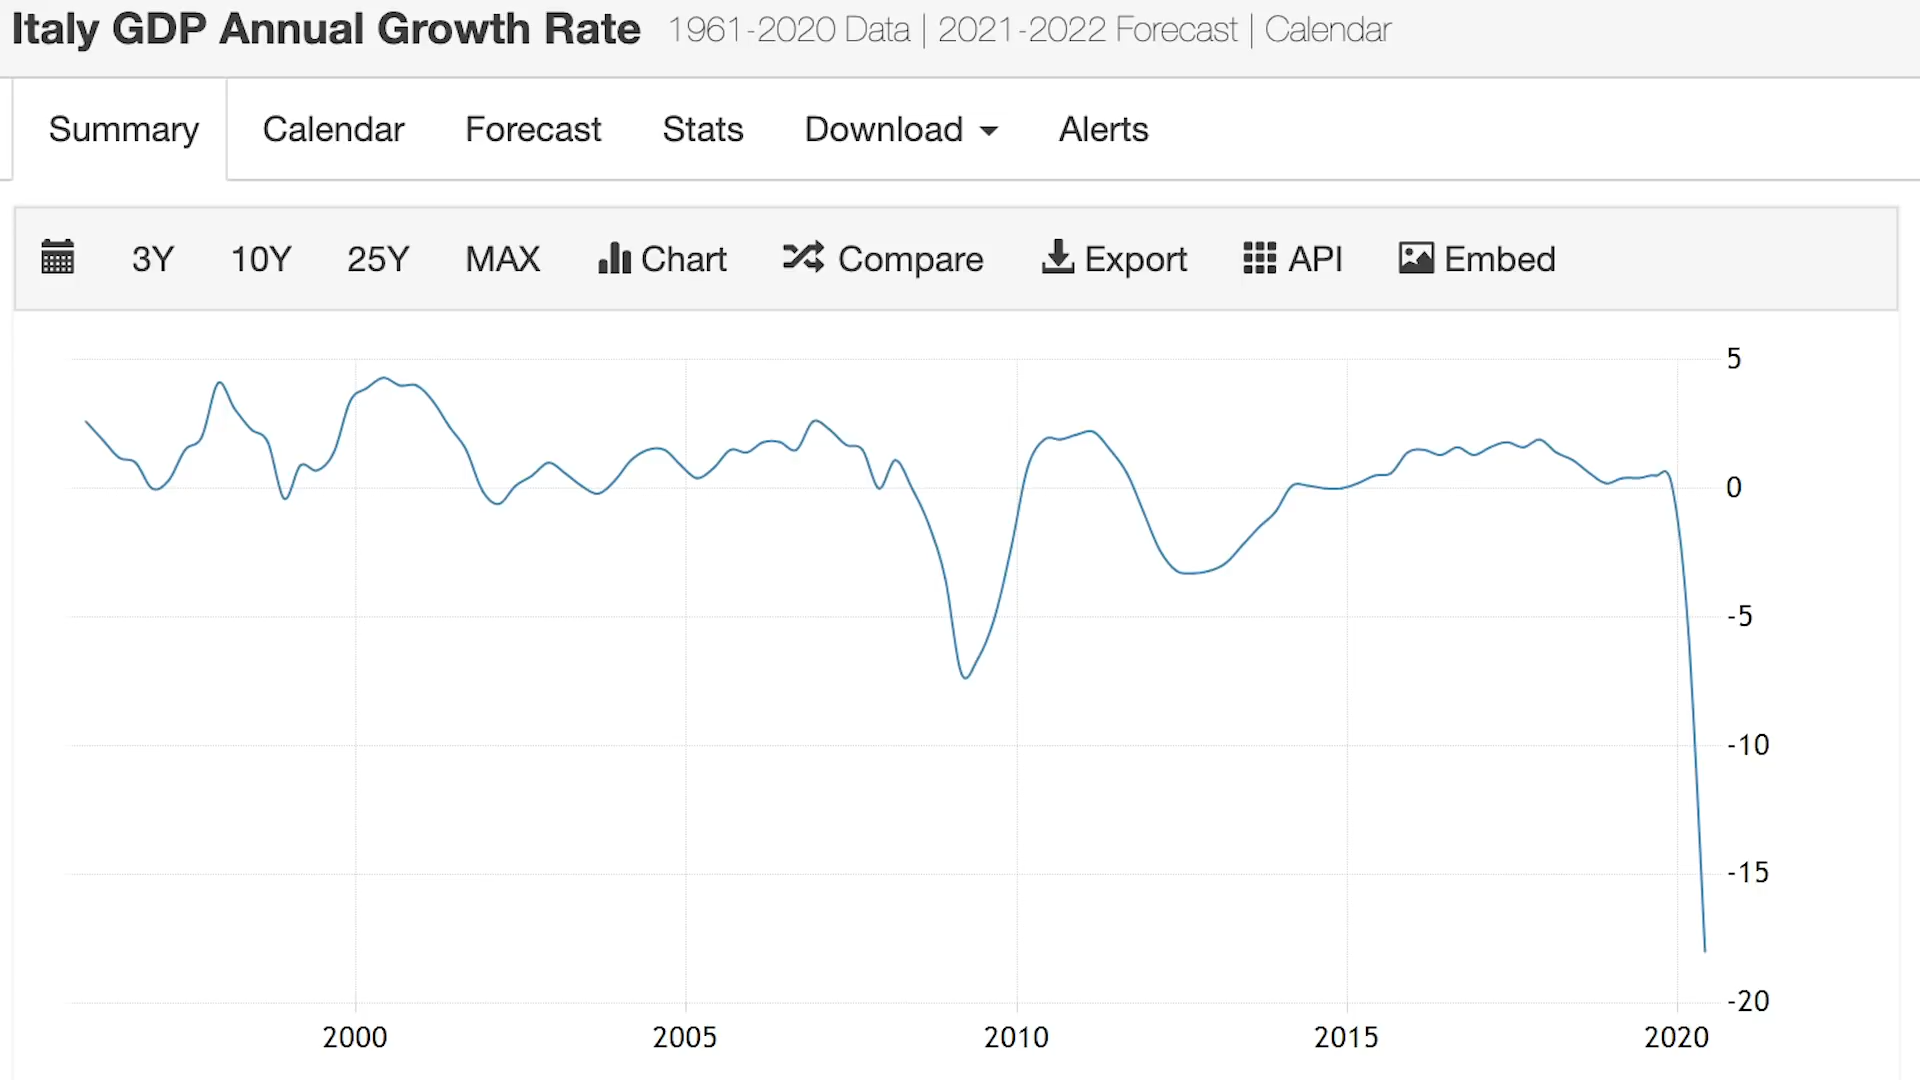 Italy GDP Annual Growth Rate 1961-2020 Data | 2021-2022 Forecast | Calendar
Summary Calendar Forecast Stats Download Alerts
3Y 10Y 25Y MAX Chart Compare Export API Embed
5
0
-5
-10
-15
-20
2000 2005 2010 2015 2020